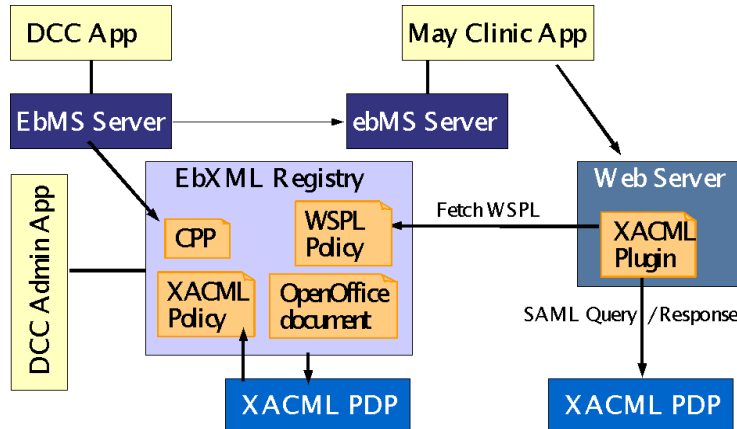 DCC App
May Clinic App
EbMS Server
ebMS Server
DCC Admin App
EbXML Registry
CPP
WSPL
Policy
XACML
Policy
OpenOffice
document
Fetch WSPL
Web Server
XACML
Plugin
SAML Query / Response
XACML PDP
XACML PDP